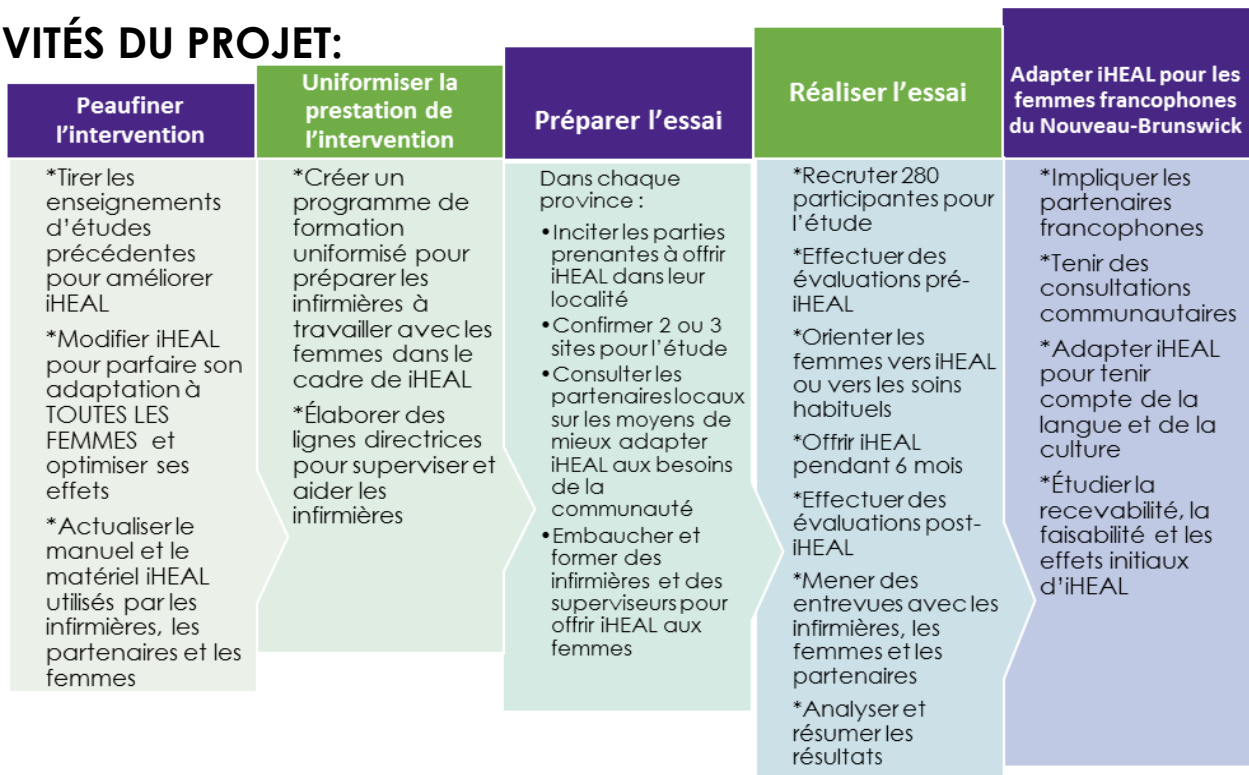 VITÉS DU PROJET:
Peaufiner
l'intervention
*Tirer les
enseignements
d'études
précédentes
pour améliorer
iHEAL
*Modifier iHEAL
pour parfaire son
adaptation à
TOUTES LES
FEMMES et
optimiser ses
effets
*Actualiser le
manuel et le
matériel iHEAL
utilisés par les
infirmières, les
partenaires et les
femmes
Uniformiser la
prestation de
l'intervention
*Créer un
programme de
formation
uniformisé pour
préparer les
infirmières à
travailler avec les
femmes dans le
cadre de iHEAL
*Élaborer des
lignes directrices
pour superviser et
aider les
infirmières
Préparer l'essai
Dans chaque
province :
•Inciter les parties
prenantes à offrir
iHEAL dans leur
localité
•Confirmer 2 ou 3
sites pour l'étude
•Consulter les
partenaires locaux
sur les moyens de
mieux adapter
iHEAL aux besoins
de la
communauté
•Embaucher et
former des
infirmières et des
superviseurs pour
offrir iHEAL aux
femmes
Réaliser l'essai
*Recruter 280
participantes pour
l'étude
*Effectuer des
évaluations pré-
iHEAL
*Orienter les
femmes vers iHEAL
ou vers les soins
habituels
*Offrir iHEAL
pendant 6 mois
*Effectuer des
évaluations post-
iHEAL
*Mener des
entrevues avec les
infirmières, les
femmes et les
partenaires
*Analyser et
résumer les
résultats
Adapter iHEAL pour les
femmes francophones
du Nouveau-Brunswick
*Impliquer les
partenaires
francophones
*Tenir des
consultations
communautaires
*Adapter iHEAL
pour tenir
compte de la
langue et de la
culture
*Étudier la
recevabilité, la
faisabilité et les
effets initiaux
d'iHEAL